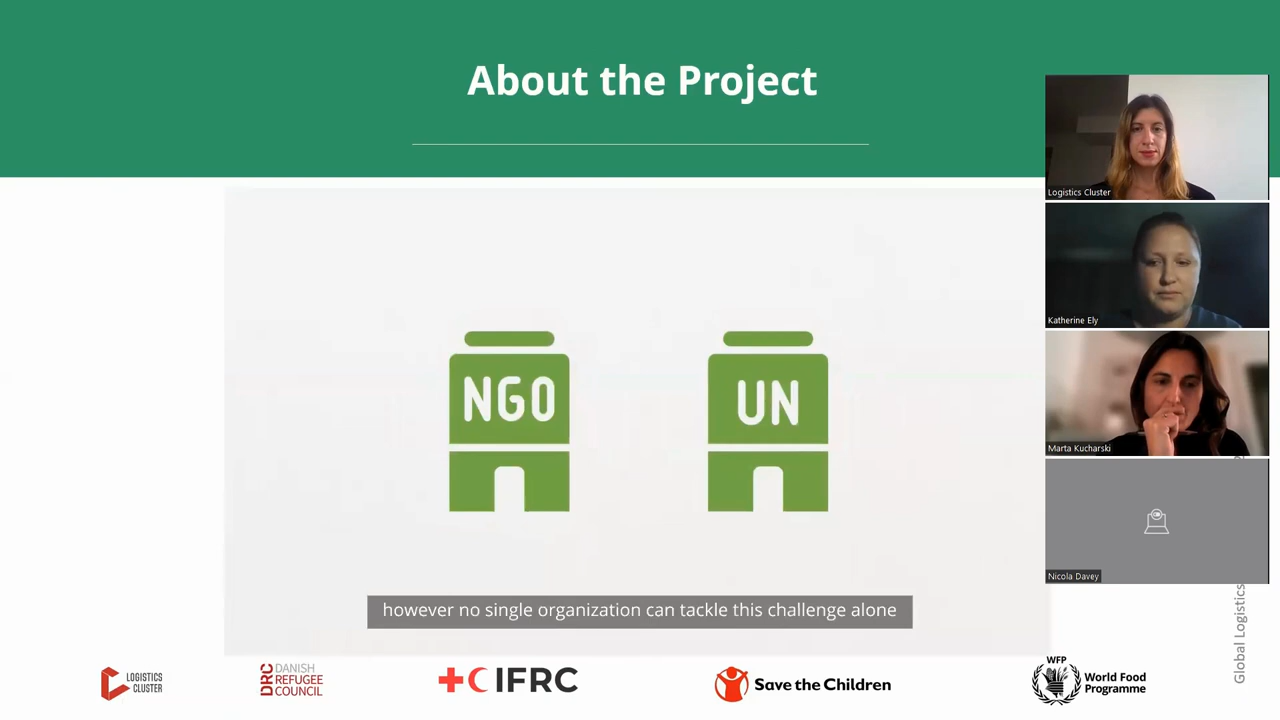 About the Project
Logistics Cluster
Katherine Ely
NGO
UN
Marta Kucharski
Nicola Davey
however no single organization can tackle this challenge alone
Global Logistics
LOGISTICS
CLUSTER
DRC
DANISH
REFUGEE
COUNCIL
IFRC
Save the Children
WFP
World Food
Programme